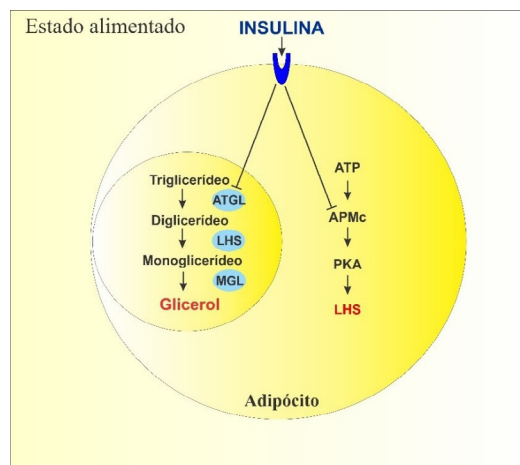 Estado alimentado
INSULINA
Triglicerídeo
ATGL
Diglicerídeo
LHS
Monoglicerídeo
MGL
Glicerol
ATP
APMc
PKA
LHS
Adipócito